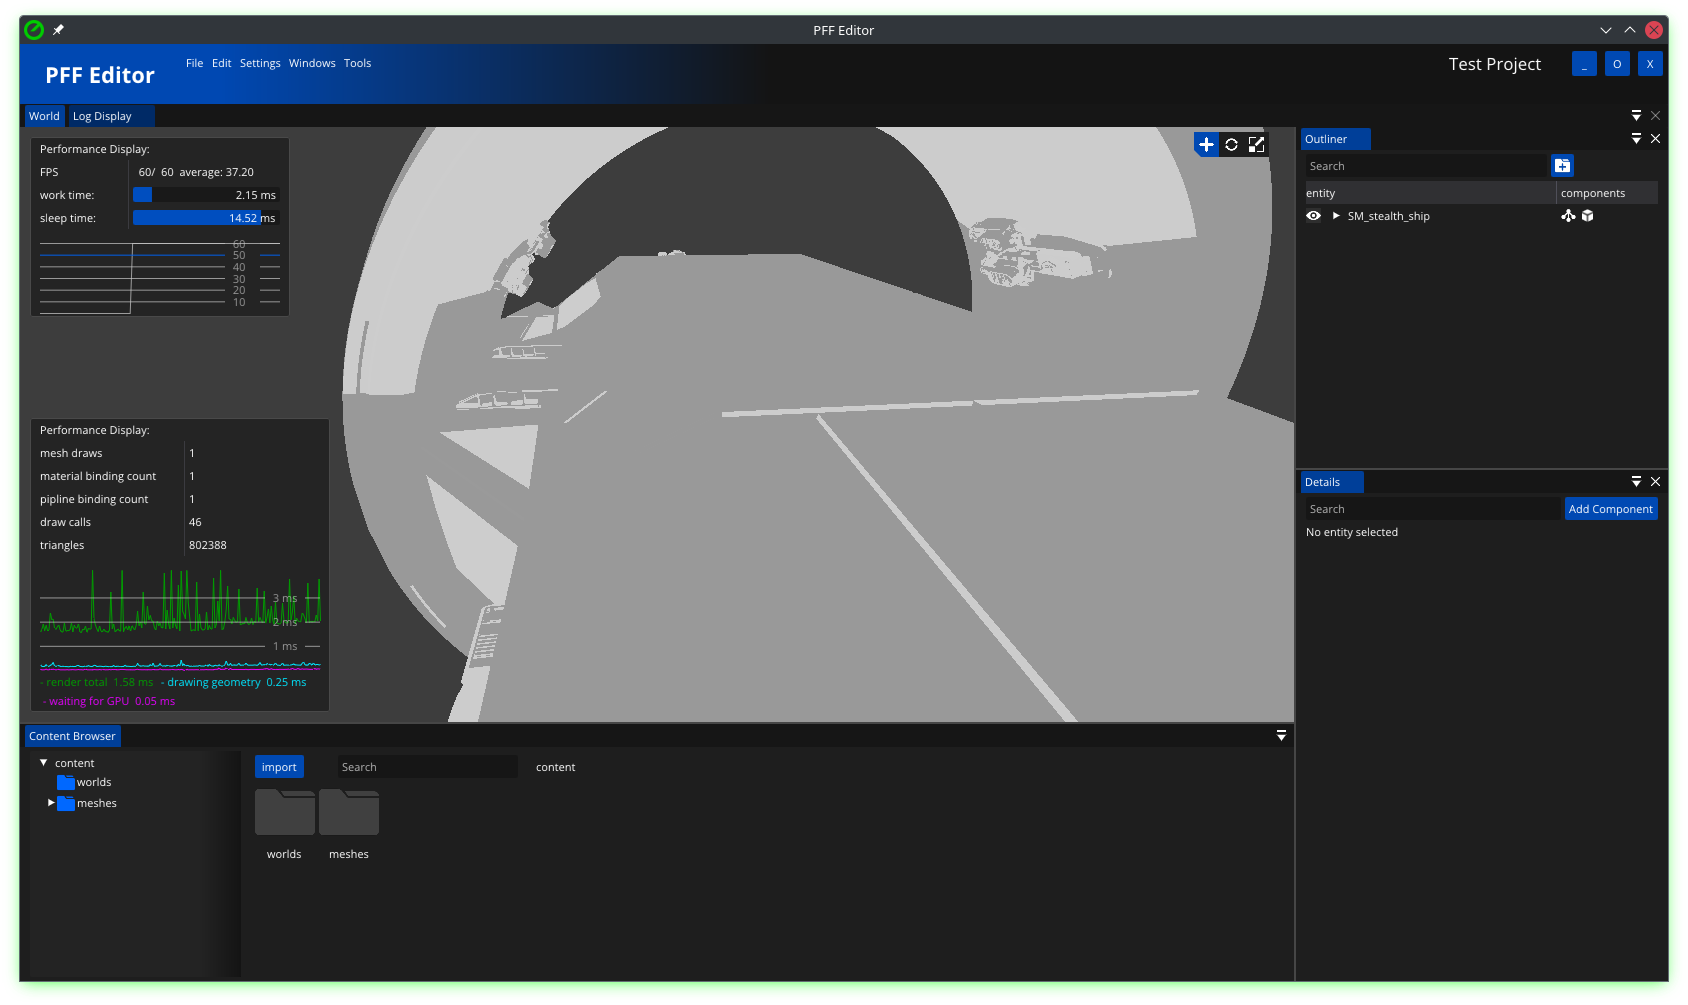 PFF Editor
PFF Editor
File Edit Settings Windows Tools
Test Project
_ O X
World Log Display
Performance Display:
FPS 60/ 60 average: 37.20
work time: 2.15 ms
sleep time: 14.52 ms
60
50
40
30
20
10
Performance Display:
mesh draws 1
material binding count 1
pipline binding count 1
draw calls 46
triangles 802388
3 ms
2 ms
1 ms
- render total 1.58 ms - drawing geometry 0.25 ms
- waiting for GPU 0.05 ms
Outliner
Search
entity components
SM_stealth_ship
Details
Search Add Component
No entity selected
Content Browser
content
worlds
meshes
import Search content
worlds meshes